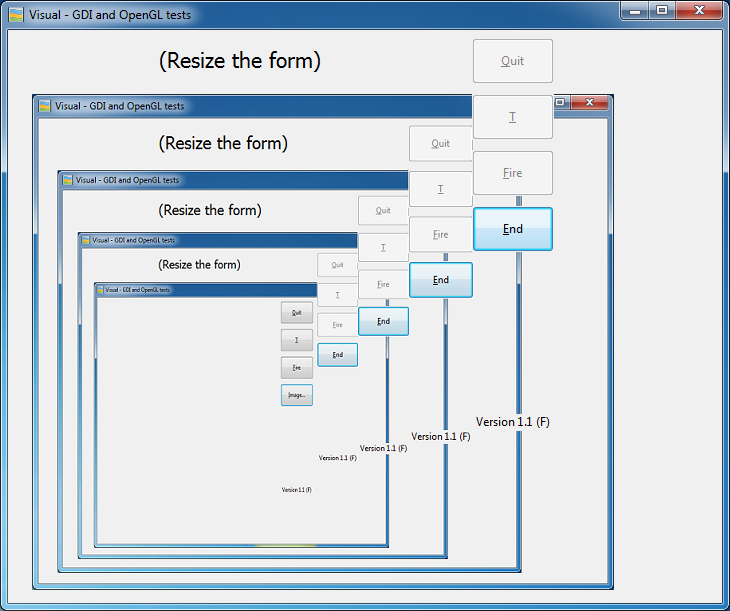 Visual - GDI and OpenGL tests
(Resize the form)
Quit
T
Fire
End
Version 1.1 (F)
Visual - GDI and OpenGL tests
(Resize the form)
Quit
T
Fire
End
Version 1.1 (F)
Visual - GDI and OpenGL tests
(Resize the form)
Quit
T
Fire
End
Version 1.1 (F)
Visual - GDI and OpenGL tests
(Resize the form)
Quit
T
Fire
End
Version 1.1 (F)
Visual - GDI and OpenGL tests
Quit
T
Fire
Image...
Version 1.1 (F)